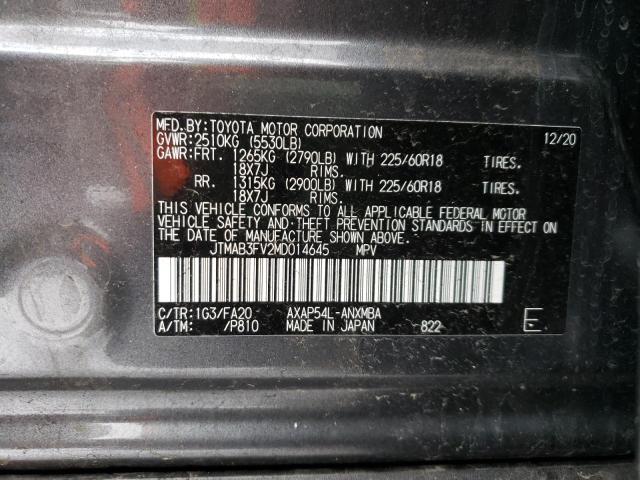 MFD.BY:TOYOTA MOTOR CORPORATION 12/20
GVWR:2510KG (5530LB)
GAWR:FRT. 1265KG (2790LB) WITH 225/60R18 TIRES.
18X7J RIMS.
RR. 1315KG (2900LB) WITH 225/60R18 TIRES.
18X7J RIMS.
THIS VEHICLE CONFORMS TO ALL APPLICABLE FEDERAL MOTOR
VEHICLE SAFETY AND THEFT PREVENTION STANDARDS IN EFFECT ON
THE DATE OF MANUFACTURE SHOWN ABOVE.
JTMAB3FV2MD014645 MPV
C/TR:1G3/FA20 AXAP54L-ANXMBA
A/TM: /P810 MADE IN JAPAN 822 E